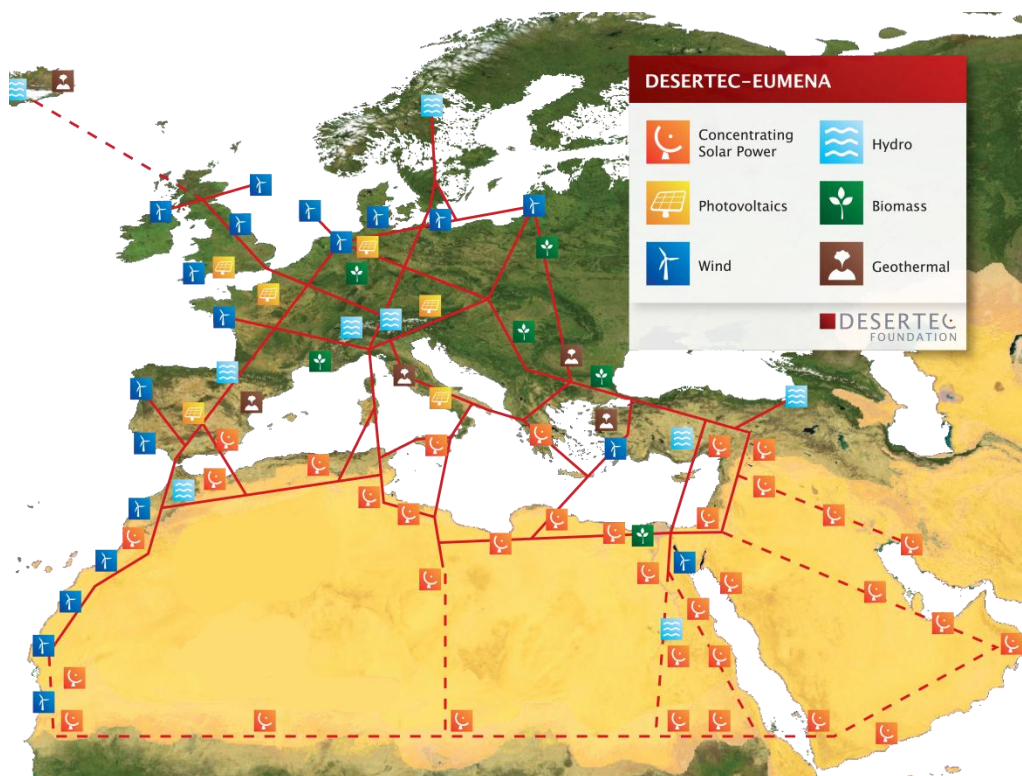 DESERTEC–EUMENA
Concentrating
Solar Power
Hydro
Photovoltaics
Biomass
Wind
Geothermal
DESERTEC
FOUNDATION